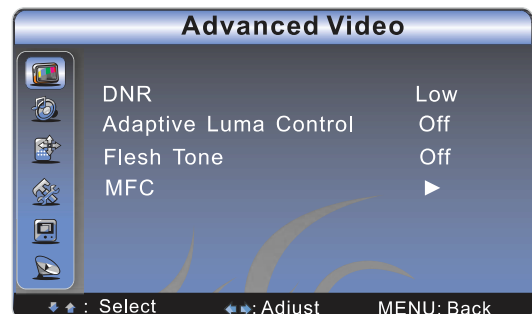 Advanced Video
DNR Low
Adaptive Luma Control Off
Flesh Tone Off
MFC ►
: Select : Adjust MENU: Back